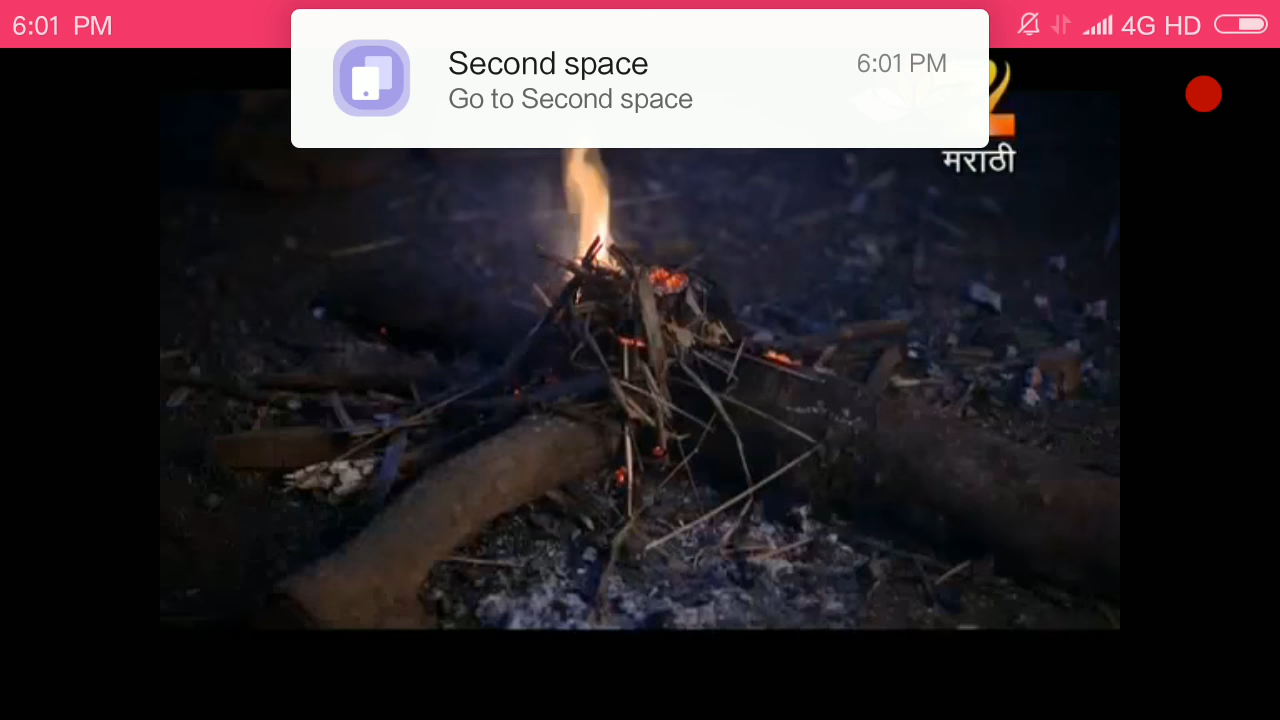 6:01 PM
4G HD
Second space
6:01 PM
Go to Second space
मराठी